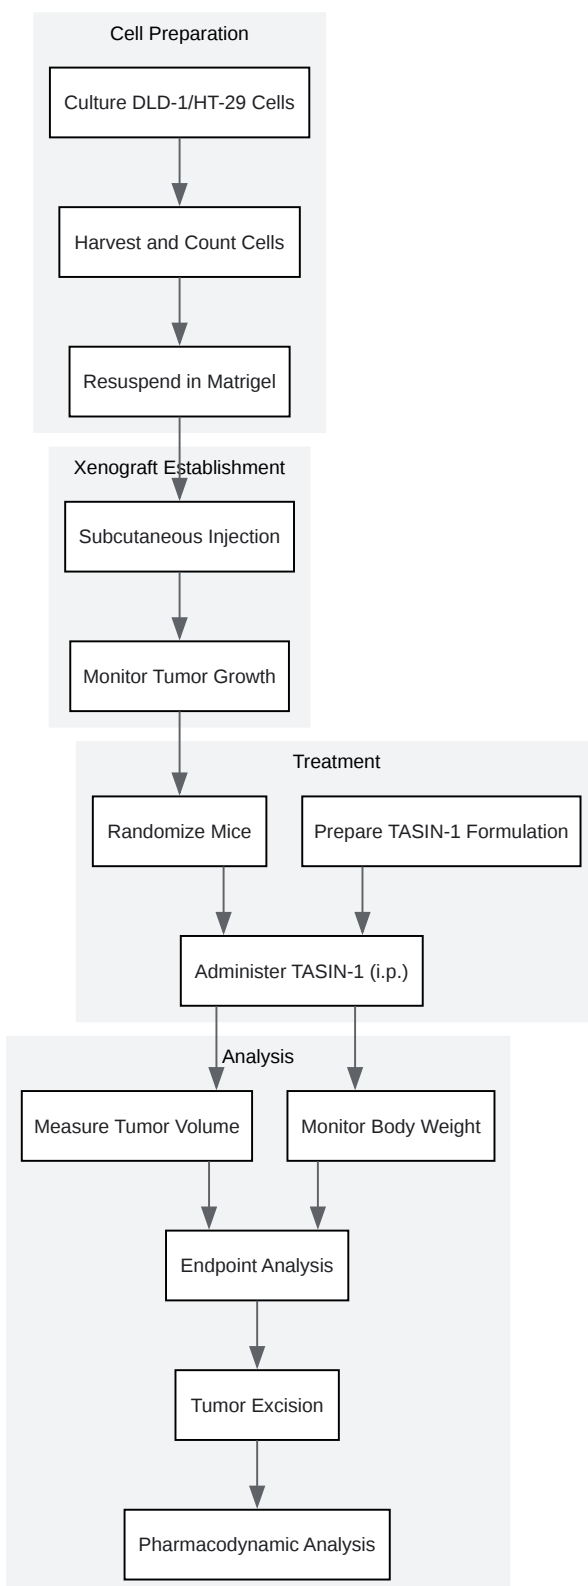 Cell Preparation
Culture DLD-1/HT-29 Cells
Harvest and Count Cells
Resuspend in Matrigel
Xenograft Establishment
Subcutaneous Injection
Monitor Tumor Growth
Treatment
Randomize Mice
Prepare TASIN-1 Formulation
Administer TASIN-1 (i.p.)
Analysis
Measure Tumor Volume
Monitor Body Weight
Endpoint Analysis
Tumor Excision
Pharmacodynamic Analysis